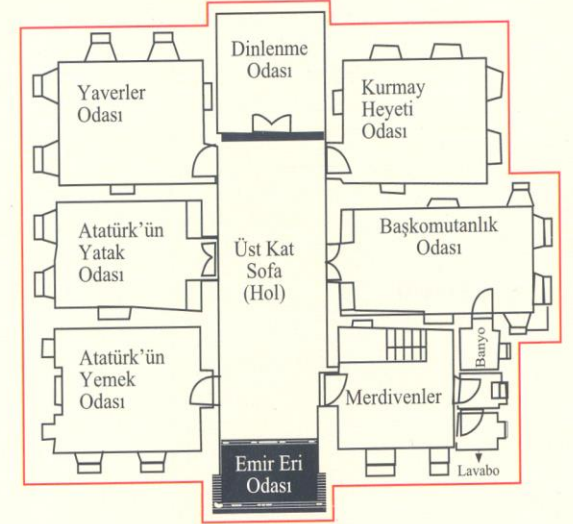 Dinlenme
Odası
Yaverler
Odası
Kurmay
Heyeti
Odası
Atatürk’ün
Yatak
Odası
Üst Kat
Sofa
(Hol)
Başkomutanlık
Odası
Atatürk’ün
Yemek
Odası
Merdivenler
Banyo
Lavabo
Emir Eri
Odası